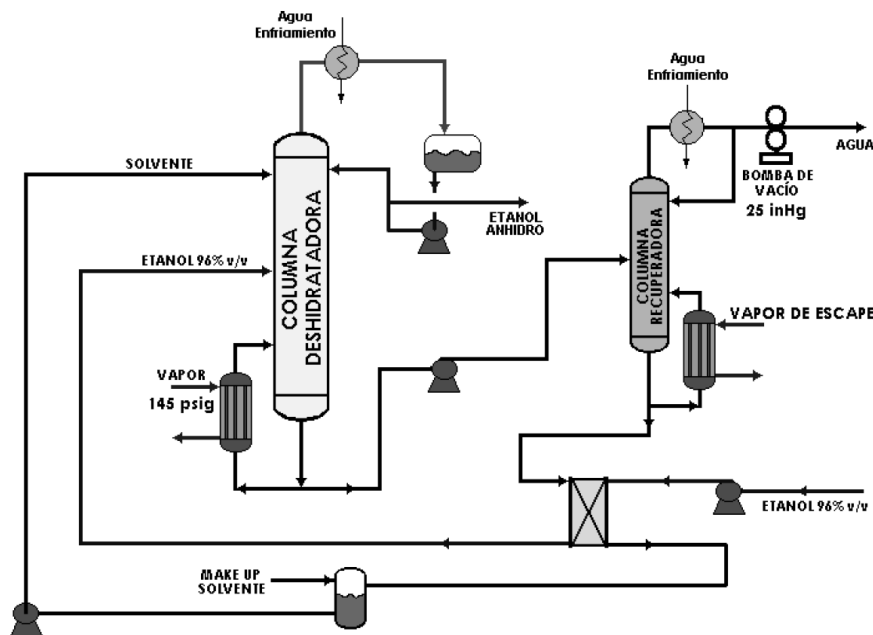 Agua
Enfriamiento
Agua
Enfriamiento
AGUA
BOMBA DE
VACÍO
25 inHg
SOLVENTE
ETANOL
ANHIDRO
ETANOL 96% v/v
COLUMNA
DESHIDRATADORA
COLUMNA
RECUPERADORA
VAPOR DE ESCAPE
VAPOR
145 psig
ETANOL 96% v/v
MAKE UP
SOLVENTE